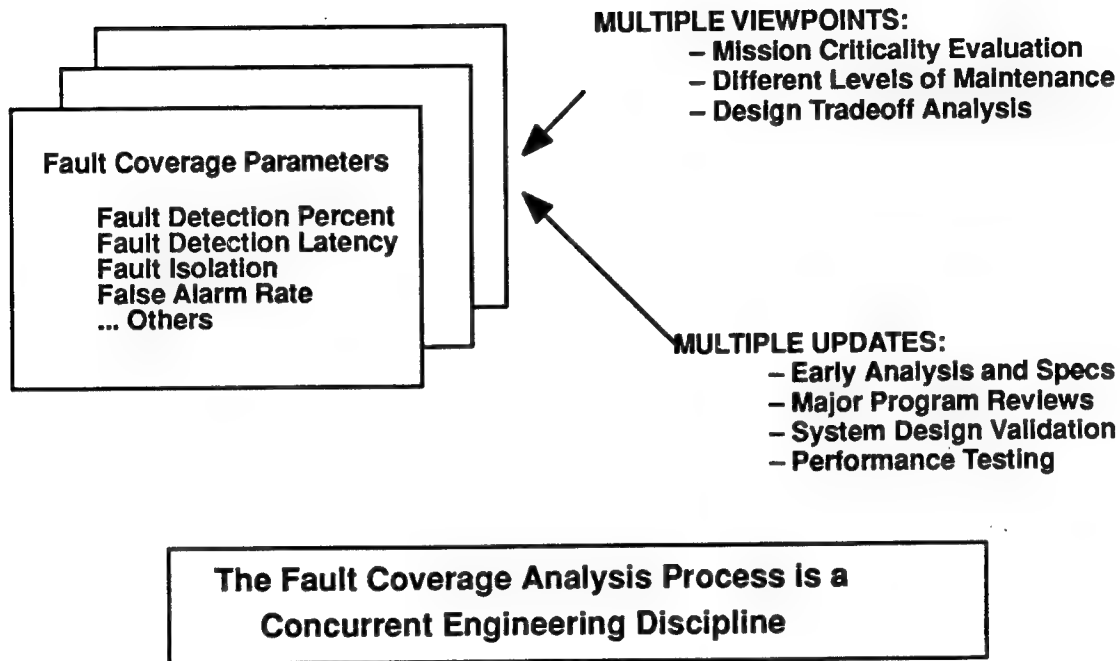 MULTIPLE VIEWPOINTS:
– Mission Criticality Evaluation
– Different Levels of Maintenance
– Design Tradeoff Analysis
Fault Coverage Parameters
Fault Detection Percent
Fault Detection Latency
Fault Isolation
False Alarm Rate
... Others
MULTIPLE UPDATES:
– Early Analysis and Specs
– Major Program Reviews
– System Design Validation
– Performance Testing
The Fault Coverage Analysis Process is a
Concurrent Engineering Discipline